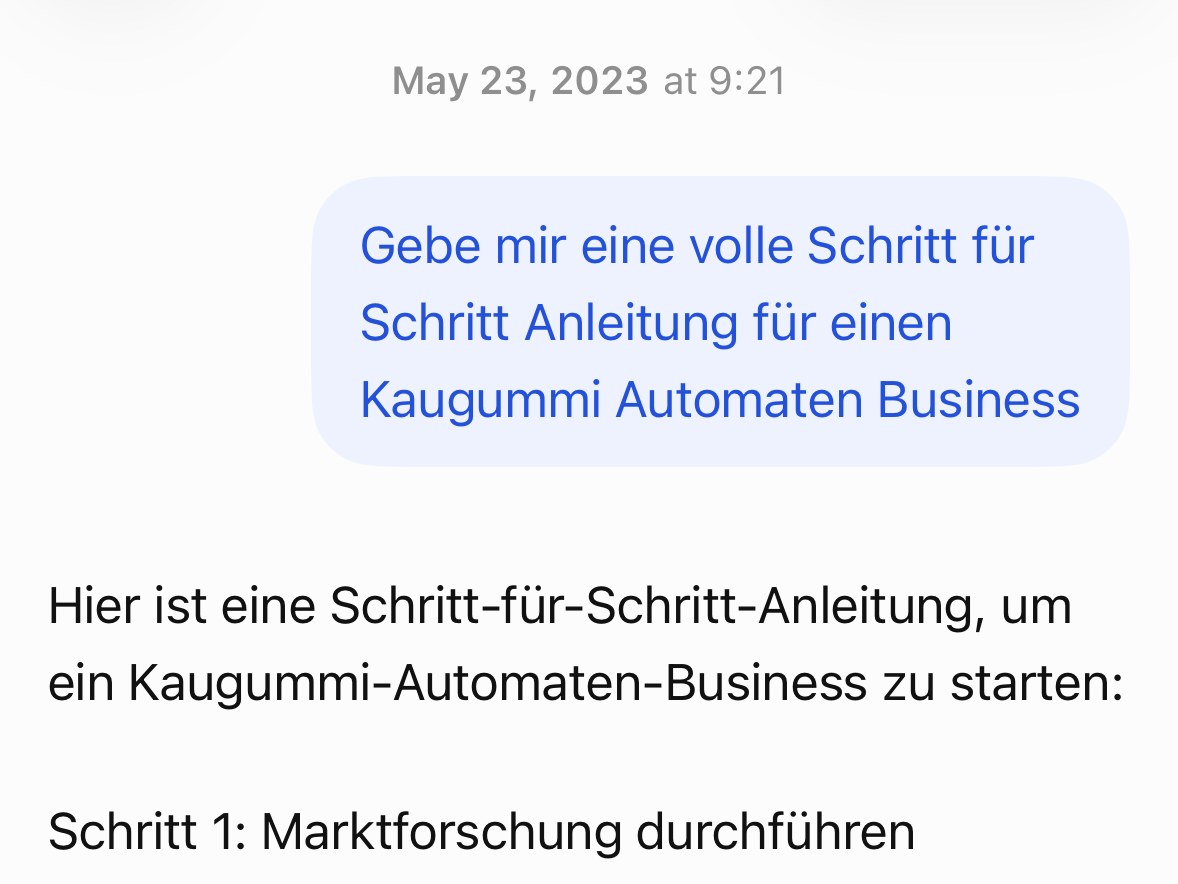 May 23, 2023 at 9:21
Gebe mir eine volle Schritt für
Schritt Anleitung für einen
Kaugummi Automaten Business
Hier ist eine Schritt-für-Schritt-Anleitung, um
ein Kaugummi-Automaten-Business zu starten:
Schritt 1: Marktforschung durchführen